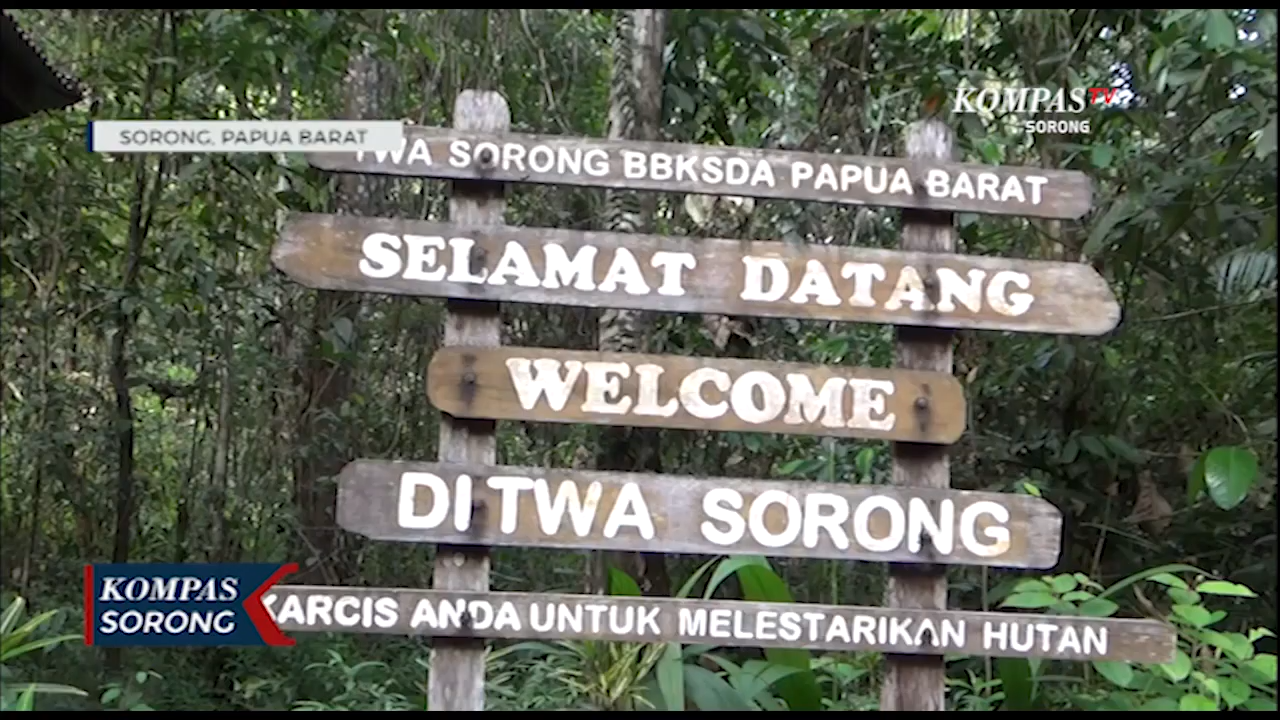 KOMPAS TV
SORONG
SORONG, PAPUA BARAT
TWA SORONG BBKSDA PAPUA BARAT
SELAMAT DATANG
WELCOME
DI TWA SORONG
KARCIS ANDA UNTUK MELESTARIKAN HUTAN
KOMPAS
SORONG